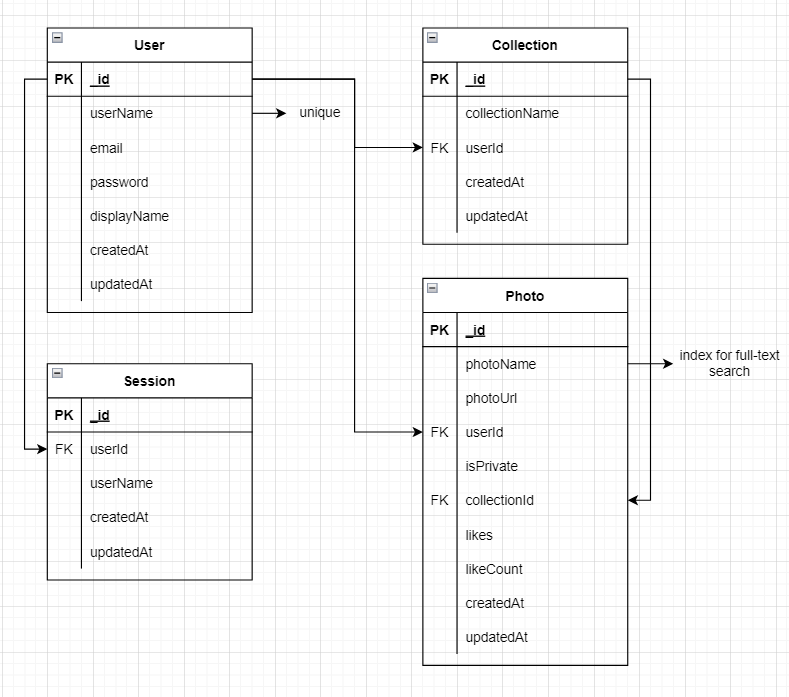 User
PK _id
userName
unique
email
password
displayName
createdAt
updatedAt
Session
PK _id
FK userId
userName
createdAt
updatedAt
Collection
PK _id
collectionName
FK userId
createdAt
updatedAt
Photo
PK _id
photoName
index for full-text
search
photoUrl
FK userId
isPrivate
FK collectionId
likes
likeCount
createdAt
updatedAt